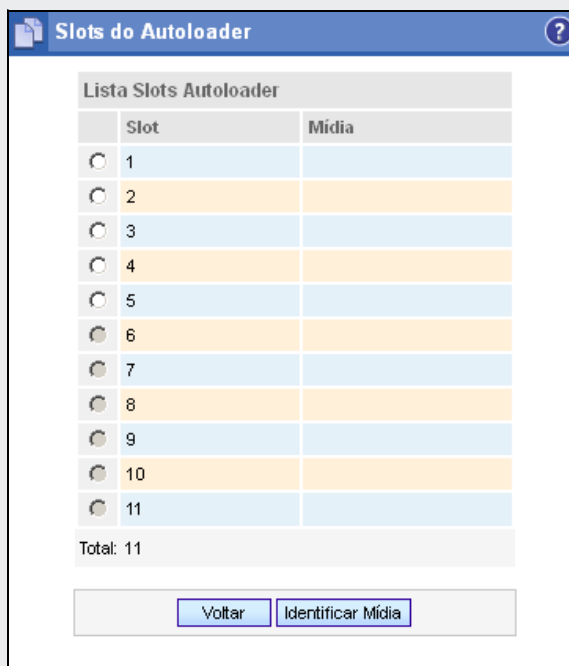 Slots do Autoloader ?
Lista Slots Autoloader
Slot Mídia
1
2
3
4
5
6
7
8
9
10
11
Total: 11
Voltar Identificar Mídia